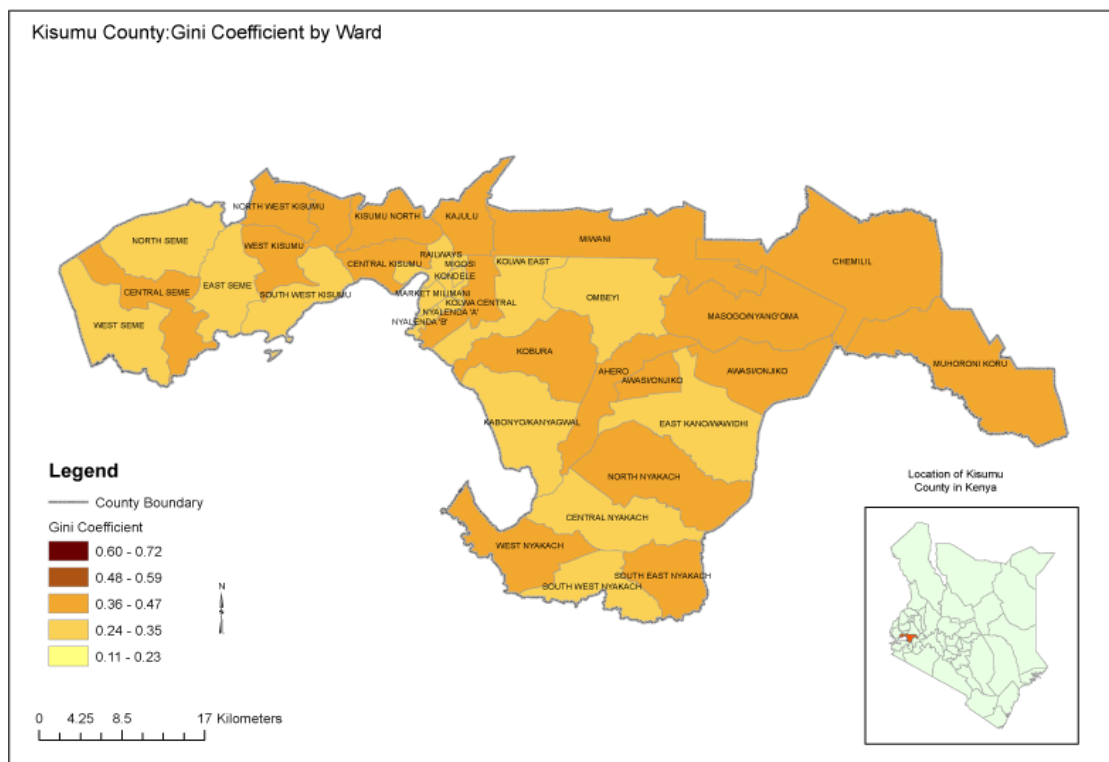 Kisumu County:Gini Coefficient by Ward
NORTH WEST KISUMU
KISUMU NORTH
KAJULU
NORTH SEME
WEST KISUMU
MIWANI
RAILWAYS
CENTRAL KISUMU
MIGOSI
KOLWA EAST
CHEMILIL
KONDELE
CENTRAL SEME
EAST SEME
SOUTH WEST KISUMU
MARKET MILIMANI
OMBEYI
KOLWA CENTRAL
NYALENDA 'A'
MASOGO/NYANG'OMA
WEST SEME
NYALENDA 'B'
KOBURA
MUHORONI KORU
AHERO
AWASI/ONJIKO
AWASI/ONJIKO
KABONYO/KANYAGWAL
EAST KANO/WAWIDHI
NORTH NYAKACH
CENTRAL NYAKACH
WEST NYAKACH
SOUTH EAST NYAKACH
SOUTH WEST NYAKACH
Legend
County Boundary
Gini Coefficient
0.60 - 0.72
0.48 - 0.59
0.36 - 0.47
0.24 - 0.35
0.11 - 0.23
N
0 4.25 8.5 17 Kilometers
Location of Kisumu
County in Kenya